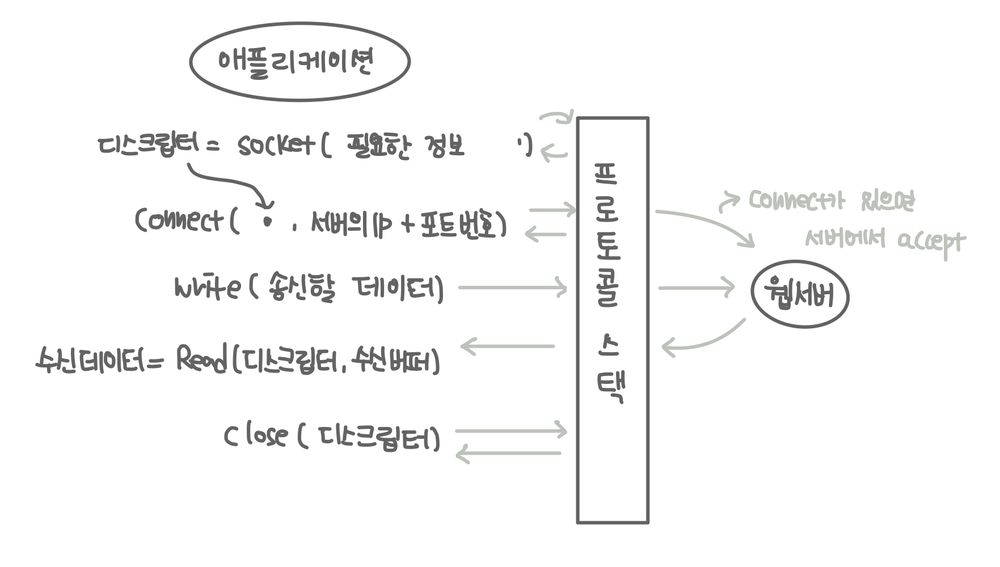 애플리케이션
디스크립터 = socket( 필요한 정보 ')
Connect( • , 서버의 IP + 포트번호)
Write( 송신할 데이터)
수신데이터 = Read(디스크립터, 수신버퍼)
Close( 디스크립터)
프로토콜 스택
Connect가 있으면
서버에서 accept
웹서버